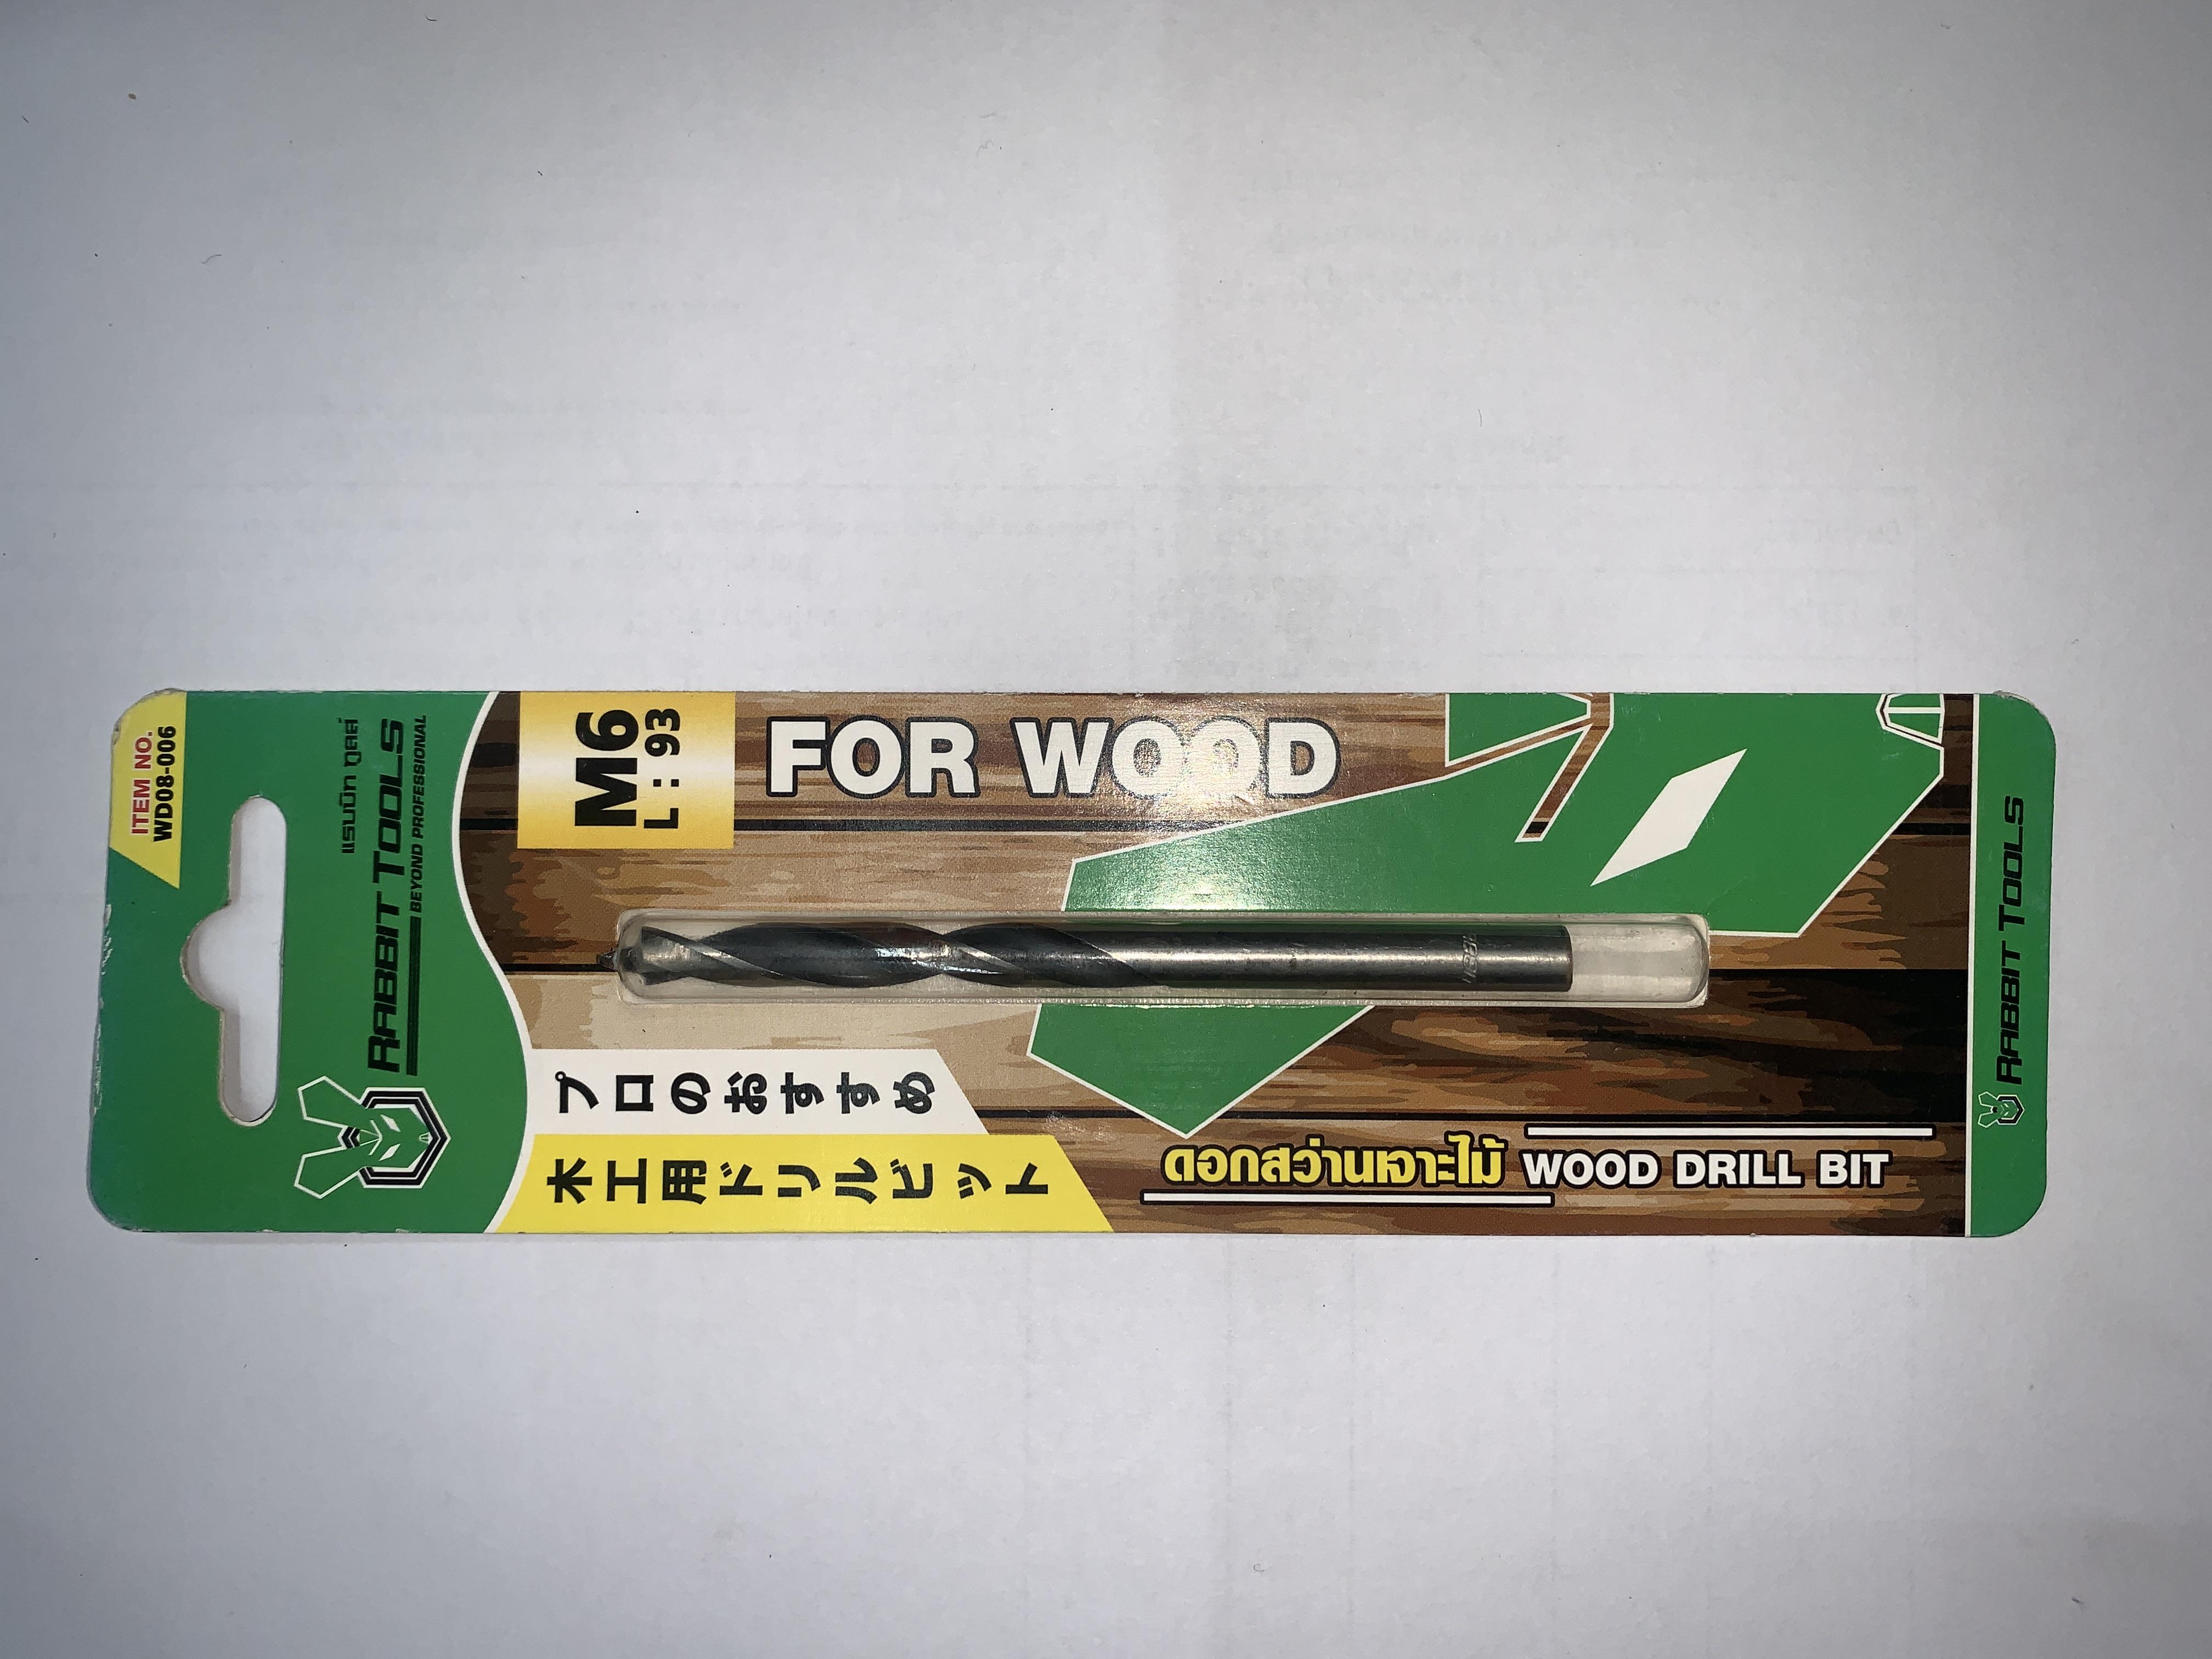 ITEM NO.
WD08-006
แรบบิท ทูลส์
RABBIT TOOLS
BEYOND PROFESSIONAL
M6
L : 93
FOR WOOD
プロのおすすめ
木工用ドリルビット
ดอกสว่านเจาะไม้ WOOD DRILL BIT
RABBIT TOOLS